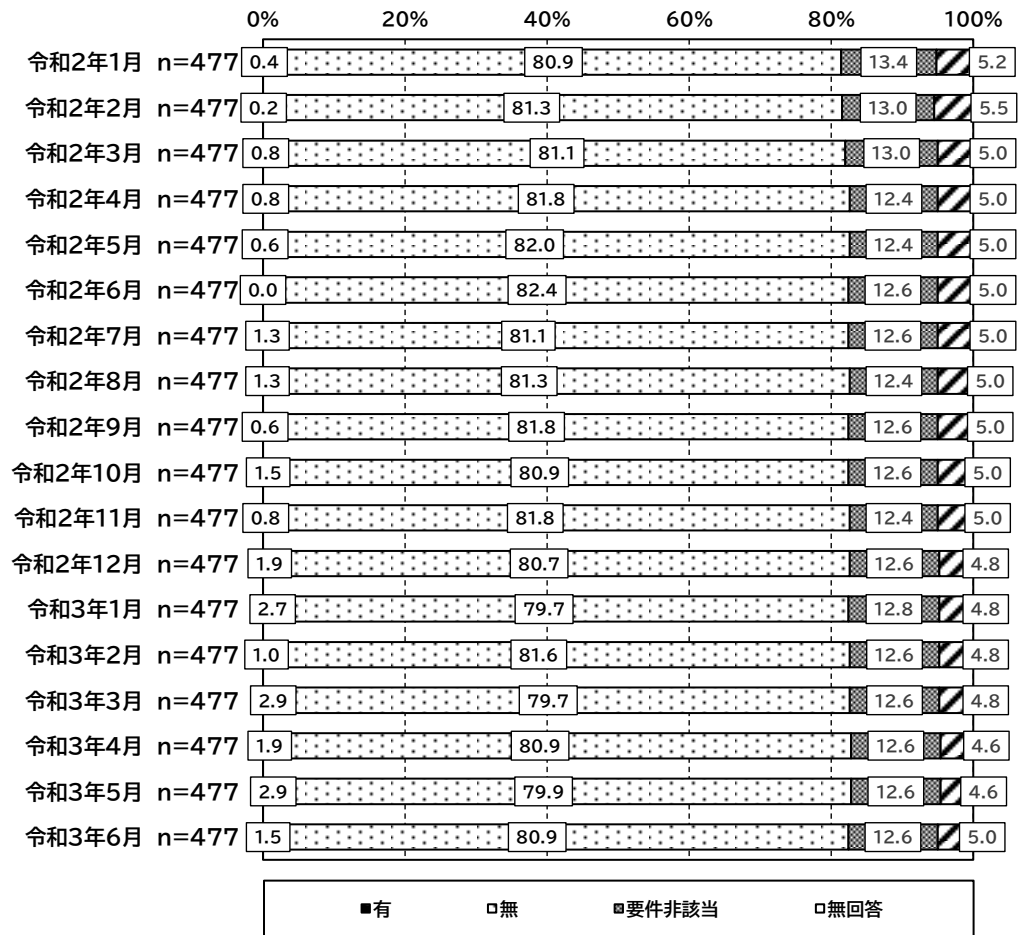 0% 20% 40% 60% 80% 100%
令和2年1月 n=477 0.4 80.9 13.4 5.2
令和2年2月 n=477 0.2 81.3 13.0 5.5
令和2年3月 n=477 0.8 81.1 13.0 5.0
令和2年4月 n=477 0.8 81.8 12.4 5.0
令和2年5月 n=477 0.6 82.0 12.4 5.0
令和2年6月 n=477 0.0 82.4 12.6 5.0
令和2年7月 n=477 1.3 81.1 12.6 5.0
令和2年8月 n=477 1.3 81.3 12.4 5.0
令和2年9月 n=477 0.6 81.8 12.6 5.0
令和2年10月 n=477 1.5 80.9 12.6 5.0
令和2年11月 n=477 0.8 81.8 12.4 5.0
令和2年12月 n=477 1.9 80.7 12.6 4.8
令和3年1月 n=477 2.7 79.7 12.8 4.8
令和3年2月 n=477 1.0 81.6 12.6 4.8
令和3年3月 n=477 2.9 79.7 12.6 4.8
令和3年4月 n=477 1.9 80.9 12.6 4.6
令和3年5月 n=477 2.9 79.9 12.6 4.6
令和3年6月 n=477 1.5 80.9 12.6 5.0
有 無 要件非該当 無回答